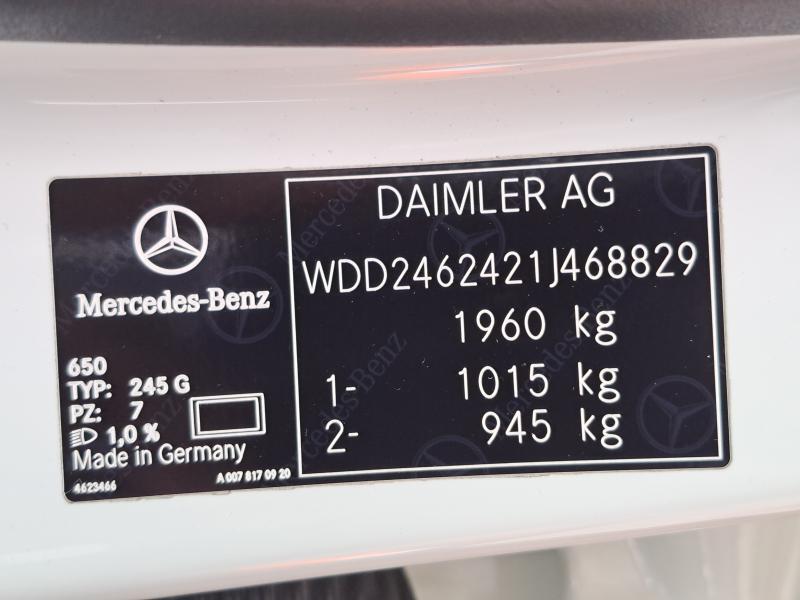 Mercedes-Benz
650
TYP: 245 G
PZ: 7
1,0 %
Made in Germany
4623466
A 007 817 09 20
DAIMLER AG
WDD2462421J468829
1960 kg
1- 1015 kg
2- 945 kg